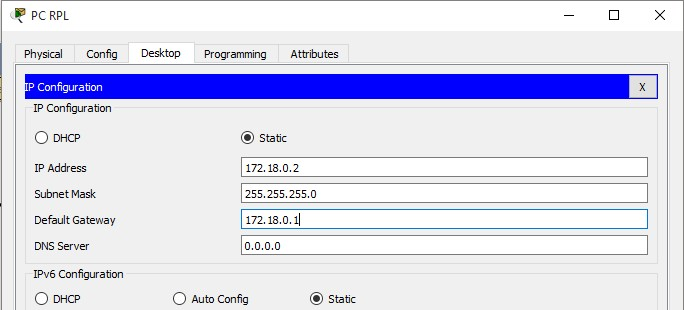 PC RPL
Physical Config Desktop Programming Attributes
IP Configuration X
IP Configuration
DHCP Static
IP Address 172.18.0.2
Subnet Mask 255.255.255.0
Default Gateway 172.18.0.1
DNS Server 0.0.0.0
IPv6 Configuration
DHCP Auto Config Static